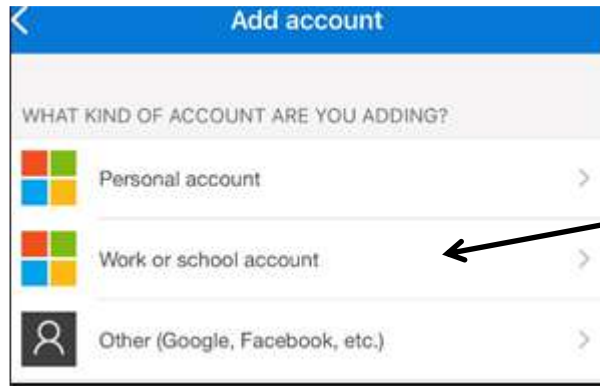 Add account
WHAT KIND OF ACCOUNT ARE YOU ADDING?
Personal account
Work or school account
Other (Google, Facebook, etc.)